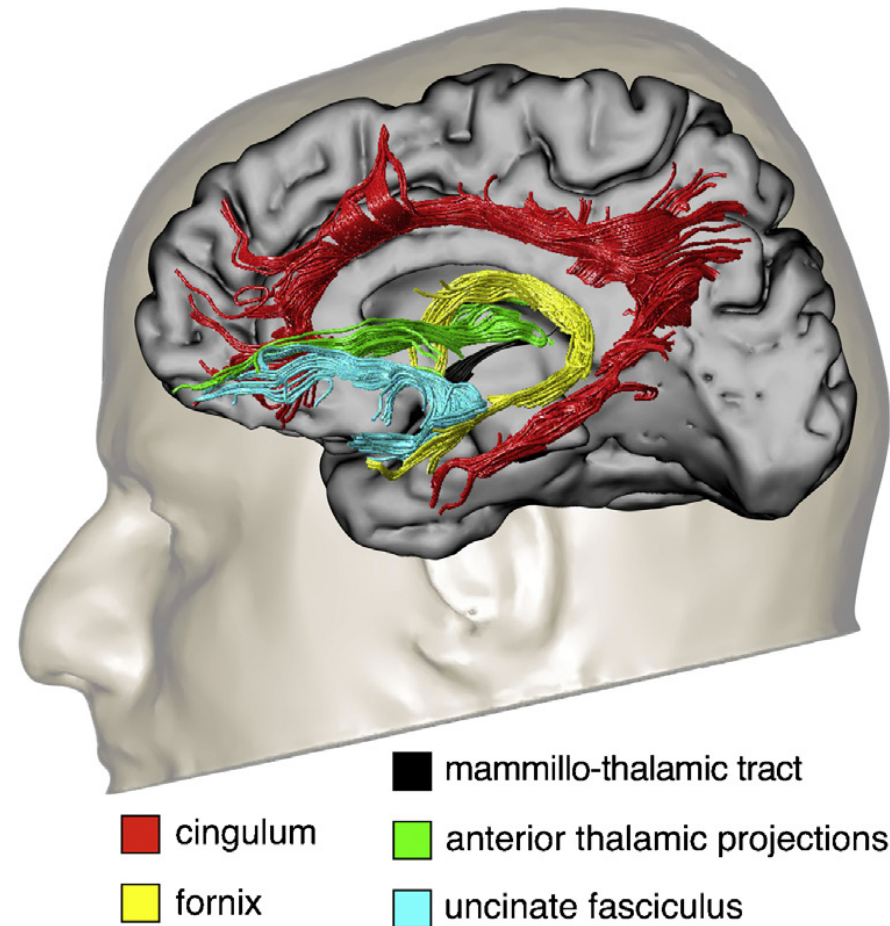 mammillo-thalamic tract
cingulum
anterior thalamic projections
fornix
uncinate fasciculus